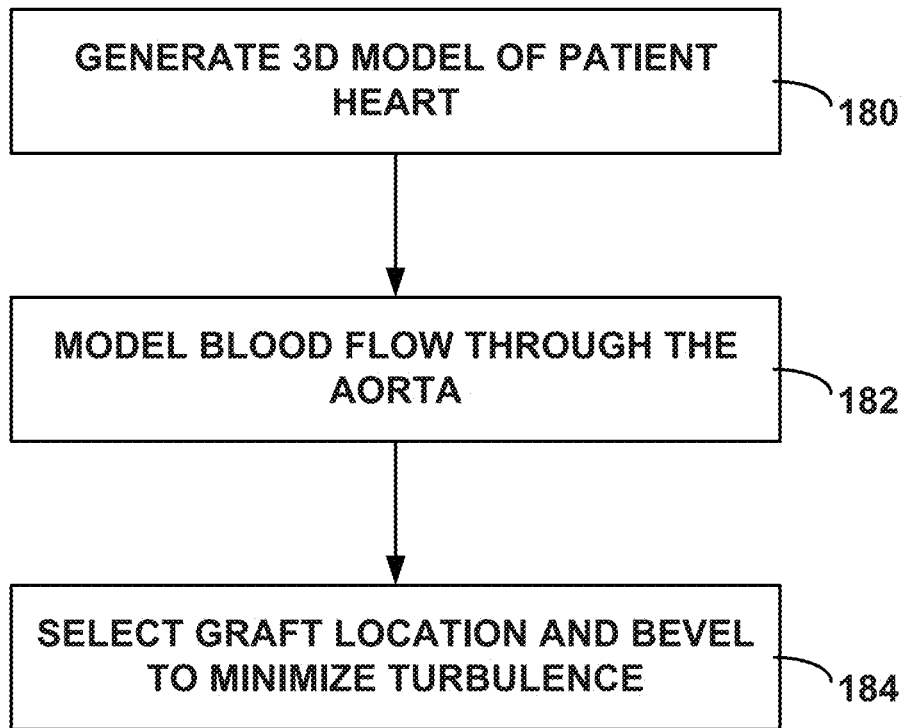 GENERATE 3D MODEL OF PATIENT
HEART
180
MODEL BLOOD FLOW THROUGH THE
AORTA
182
SELECT GRAFT LOCATION AND BEVEL
TO MINIMIZE TURBULENCE
184